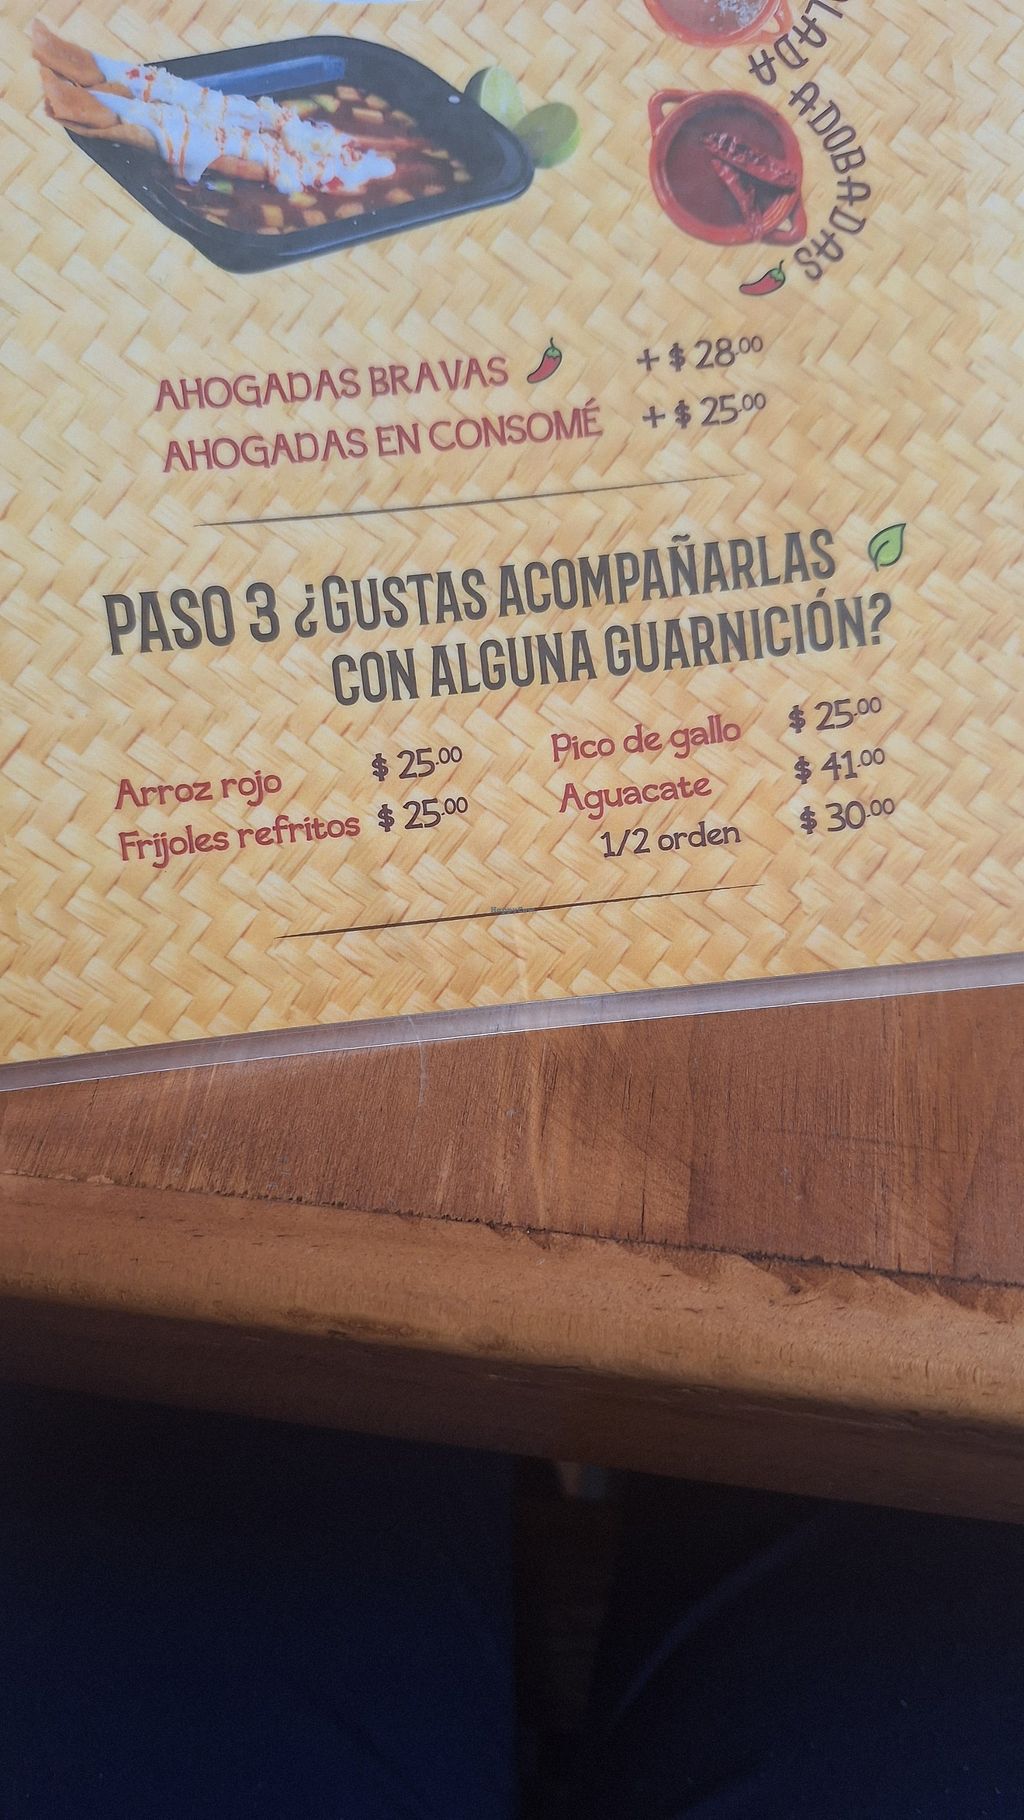 ADOBADAS
AHOGADAS BRAVAS + $ 28.00
AHOGADAS EN CONSOMÉ + $ 25.00
PASO 3 ¿GUSTAS ACOMPAÑARLAS
CON ALGUNA GUARNICIÓN?
Arroz rojo $ 25.00
Frijoles refritos $ 25.00
Pico de gallo $ 25.00
Aguacate $ 41.00
1/2 orden $ 30.00